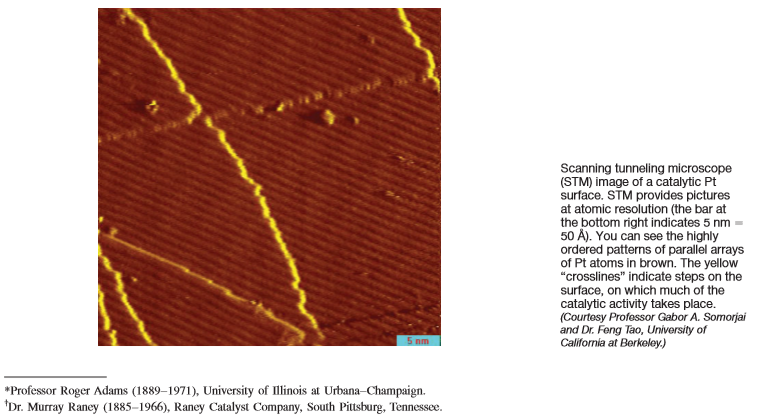 5 nm
Scanning tunneling microscope
(STM) image of a catalytic Pt
surface. STM provides pictures
at atomic resolution (the bar at
the bottom right indicates 5 nm =
50 Å). You can see the highly
ordered patterns of parallel arrays
of Pt atoms in brown. The yellow
“crosslines” indicate steps on the
surface, on which much of the
catalytic activity takes place.
(Courtesy Professor Gabor A. Somorjai
and Dr. Feng Tao, University of
California at Berkeley.)
*Professor Roger Adams (1889–1971), University of Illinois at Urbana–Champaign.
†Dr. Murray Raney (1885–1966), Raney Catalyst Company, South Pittsburg, Tennessee.